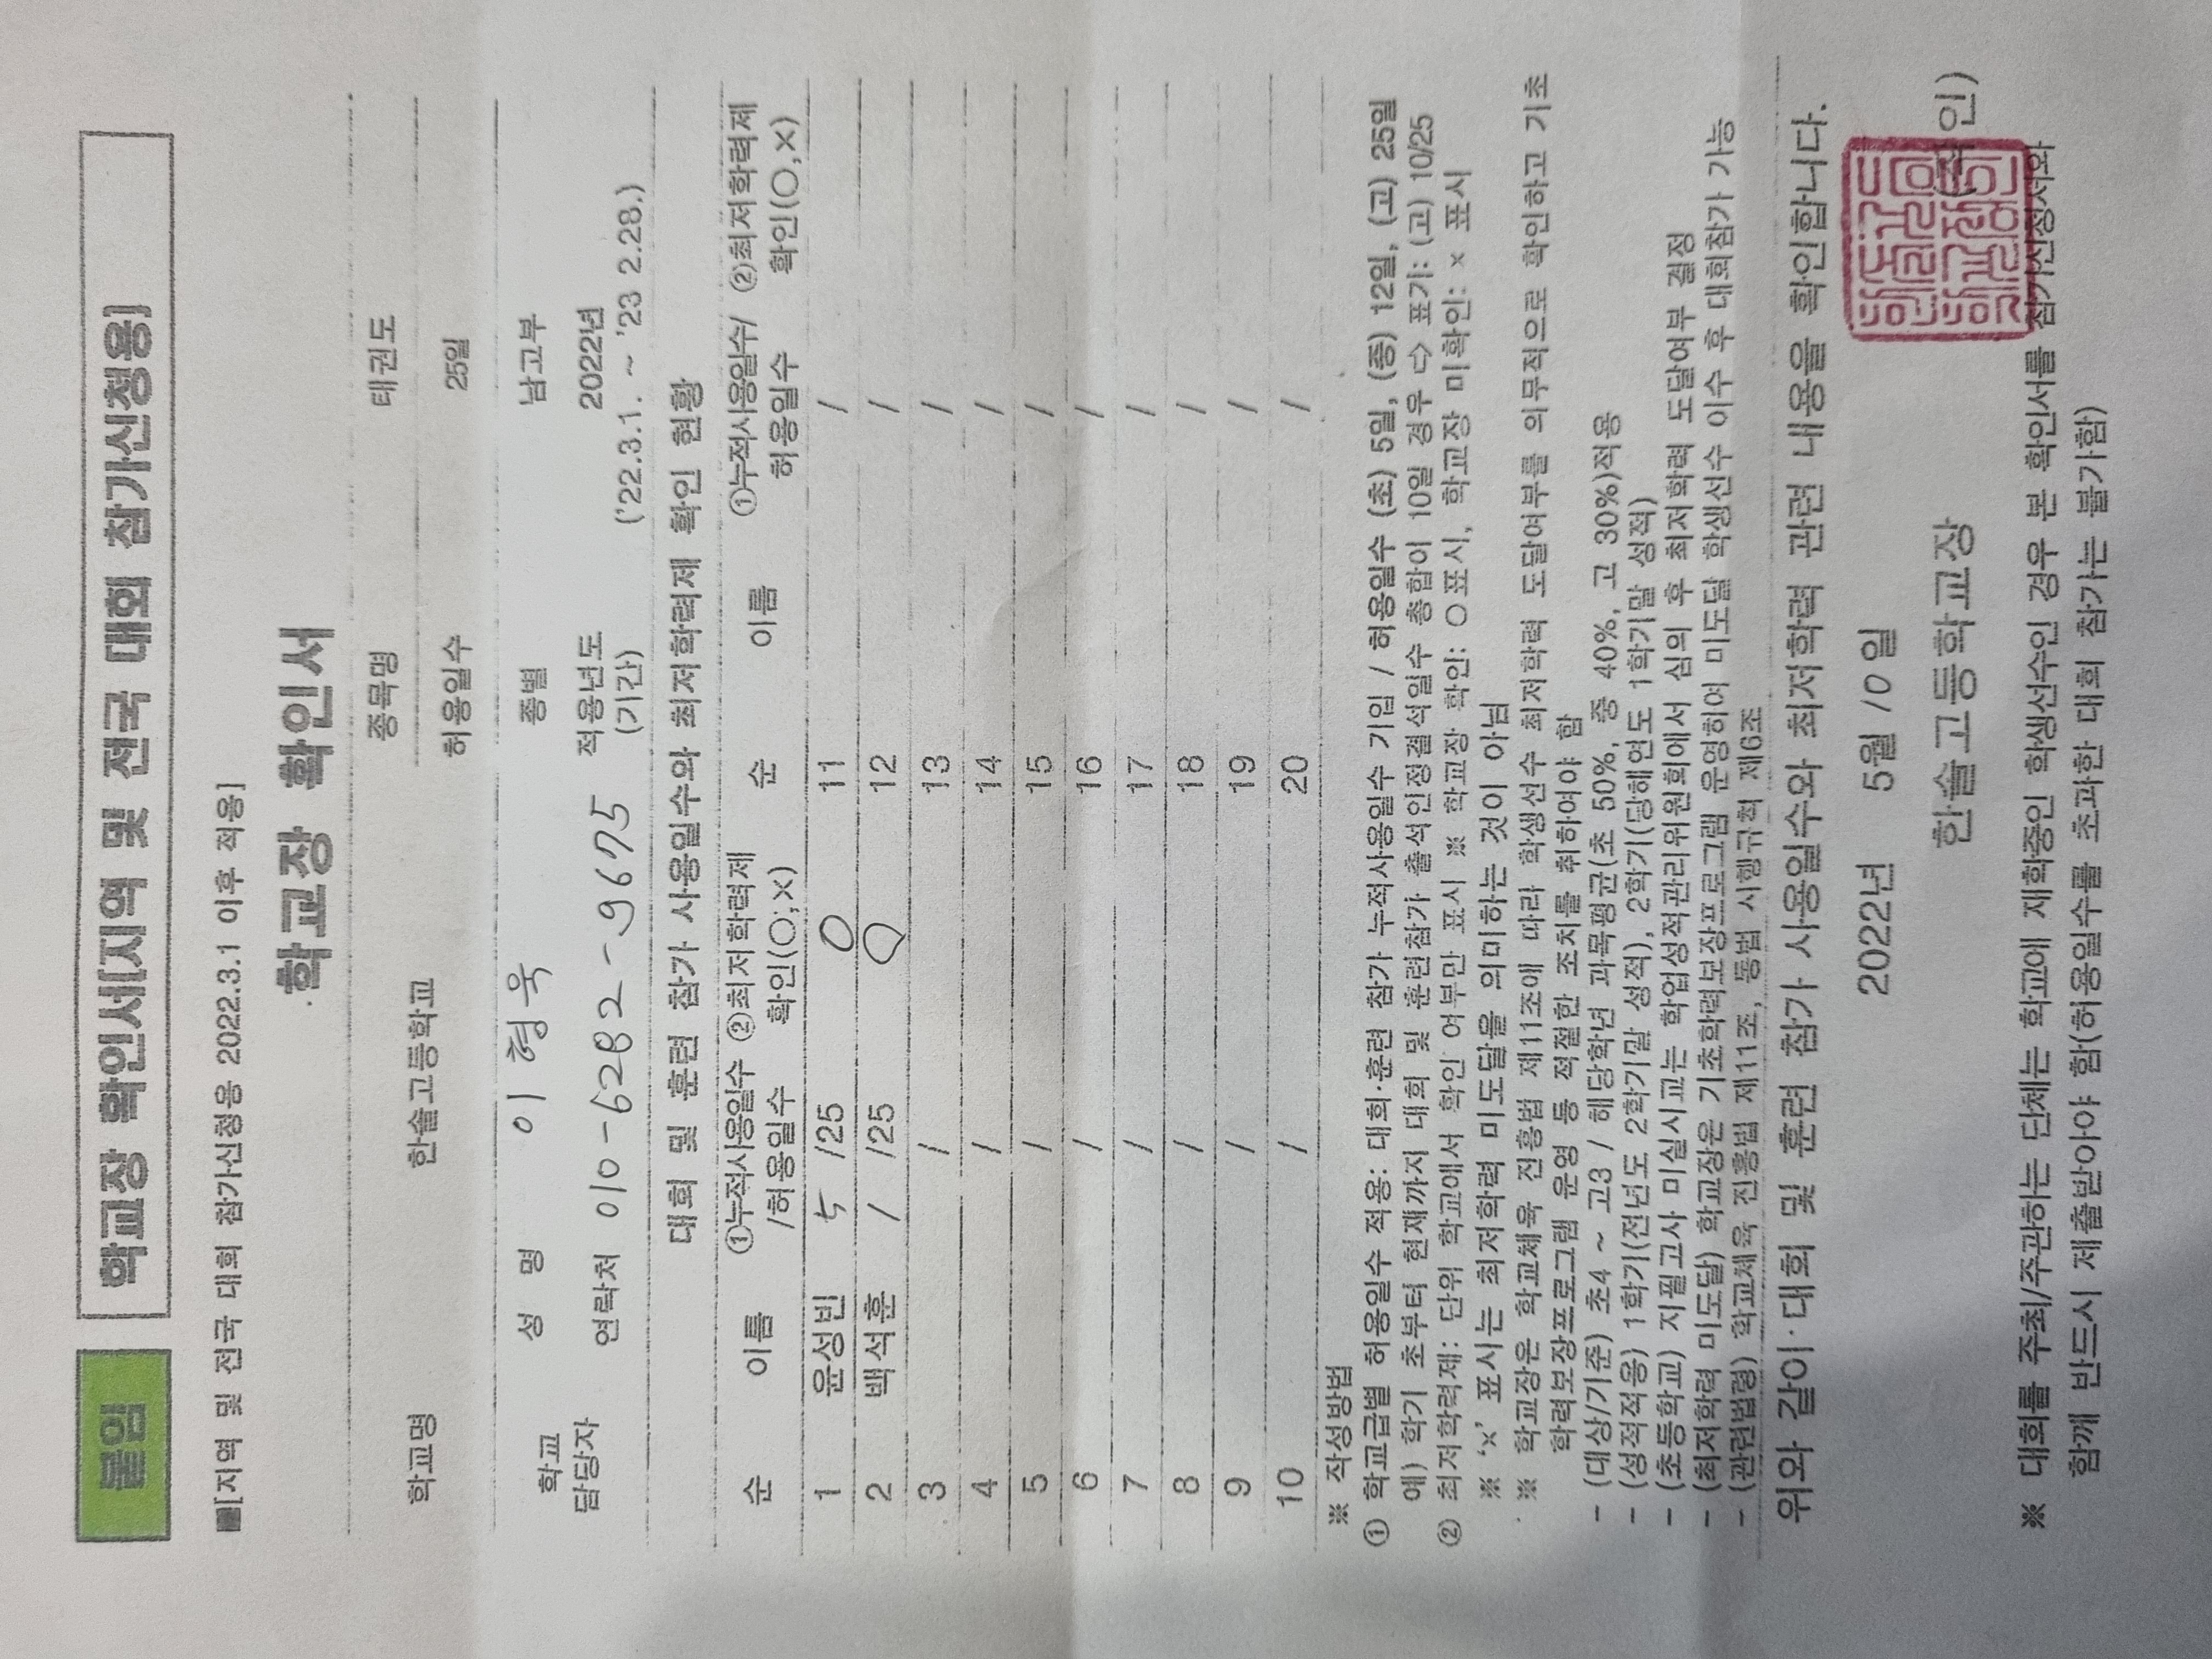 붙임 학교장 확인서[지역 및 전국 대회 참가신청용]
■[지역 및 전국 대회 참가신청용 2022.3.1 이후 적용]
학교장 확인서
학교명 한솔고등학교 종목명 태권도
허용일수 25일
학교 담당자 성 명 이형욱 종별 남고부
연락처 010-6282-9675 적용년도 (기간) 2022년 ('22.3.1. ~ '23 2.28.)
대회 및 훈련 참가 사용일수와 최저학력제 확인 현황
순 이름 ①누적사용일수/허용일수 ②최저학력제 확인(○,×) 순 이름 ①누적사용일수/허용일수 ②최저학력제 확인(○,×)
1 윤성빈 5 /25 O 11 /
2 백석훈 / /25 O 12 /
3 / 13 /
4 / 14 /
5 / 15 /
6 / 16 /
7 / 17 /
8 / 18 /
9 / 19 /
10 / 20 /
※ 작성방법
① 학교급별 허용일수 적용: 대회·훈련 참가 누적사용일수 기입 / 허용일수 (초) 5일, (중) 12일, (고) 25일
예) 학기 초부터 현재까지 대회 및 훈련참가 출석인정결석일수 총합이 10일 경우 ⇨ 표기: (고) 10/25
② 최저학력제: 단위 학교에서 확인 여부만 표시 ※ 학교장 확인: ○표시, 학교장 미확인: × 표시
※ '×' 표시는 최저학력 미도달을 의미하는 것이 아님
※ 학교장은 학교체육 진흥법 제11조에 따라 학생선수 최저학력 도달여부를 의무적으로 확인하고 기초
학력보장프로그램 운영 등 적절한 조치를 취하여야 함
- (대상/기준) 초4 ~ 고3 / 해당학년 과목평균(초 50%, 중 40%, 고 30%)적용
- (성적적용) 1학기(전년도 2학기말 성적), 2학기(당해연도 1학기말 성적)
- (초등학교) 지필고사 미실시교는 학업성적관리위원회에서 심의 후 최저학력 도달여부 결정
- (최저학력 미도달) 학교장은 기초학력보장프로그램 운영하여 미도달 학생선수 이수 후 대회참가 가능
- (관련법령) 학교체육 진흥법 제11조, 동법 시행규칙 제6조
위와 같이 대회 및 훈련 참가 사용일수와 최저학력 관련 내용을 확인합니다.
2022년 5월 10일
한솔고등학교장 (직인)
※ 대회를 주최/주관하는 단체는 학교에 재학중인 학생선수인 경우 본 확인서를 참가신청서와
함께 반드시 제출받아야 함(허용일수를 초과한 대회 참가는 불가함)